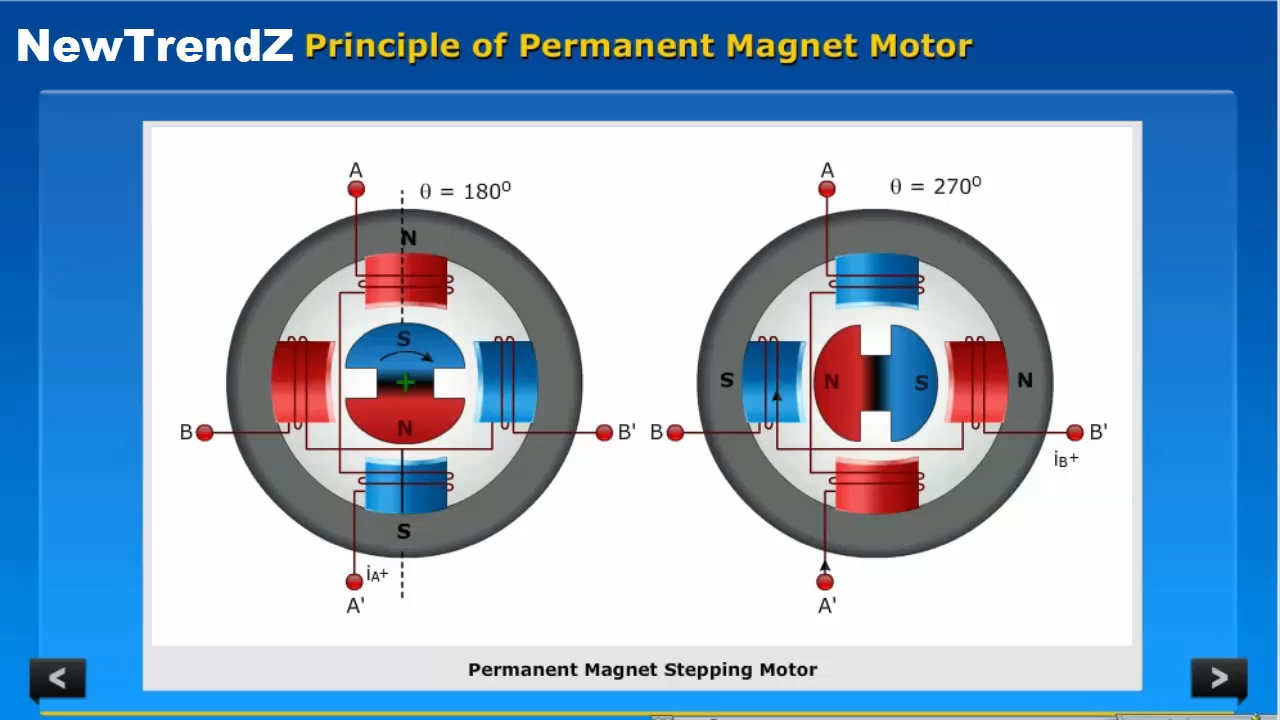 NewTrendZ Principle of Permanent Magnet Motor
A
θ = 180⁰
N
S
N
B
B'
S
iA+
A'
A
θ = 270⁰
S
N
S
N
B
B'
iB+
A'
Permanent Magnet Stepping Motor
<
>